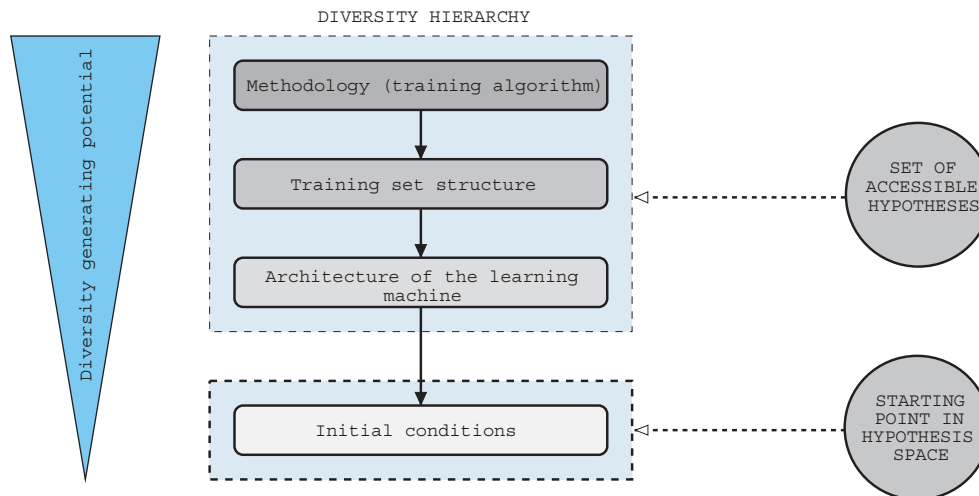 DIVERSITY HIERARCHY
Diversity generating potential
Methodology (training algorithm)
Training set structure
Architecture of the learning
machine
Initial conditions
SET OF
ACCESSIBLE
HYPOTHESES
STARTING
POINT IN
HYPOTHESIS
SPACE